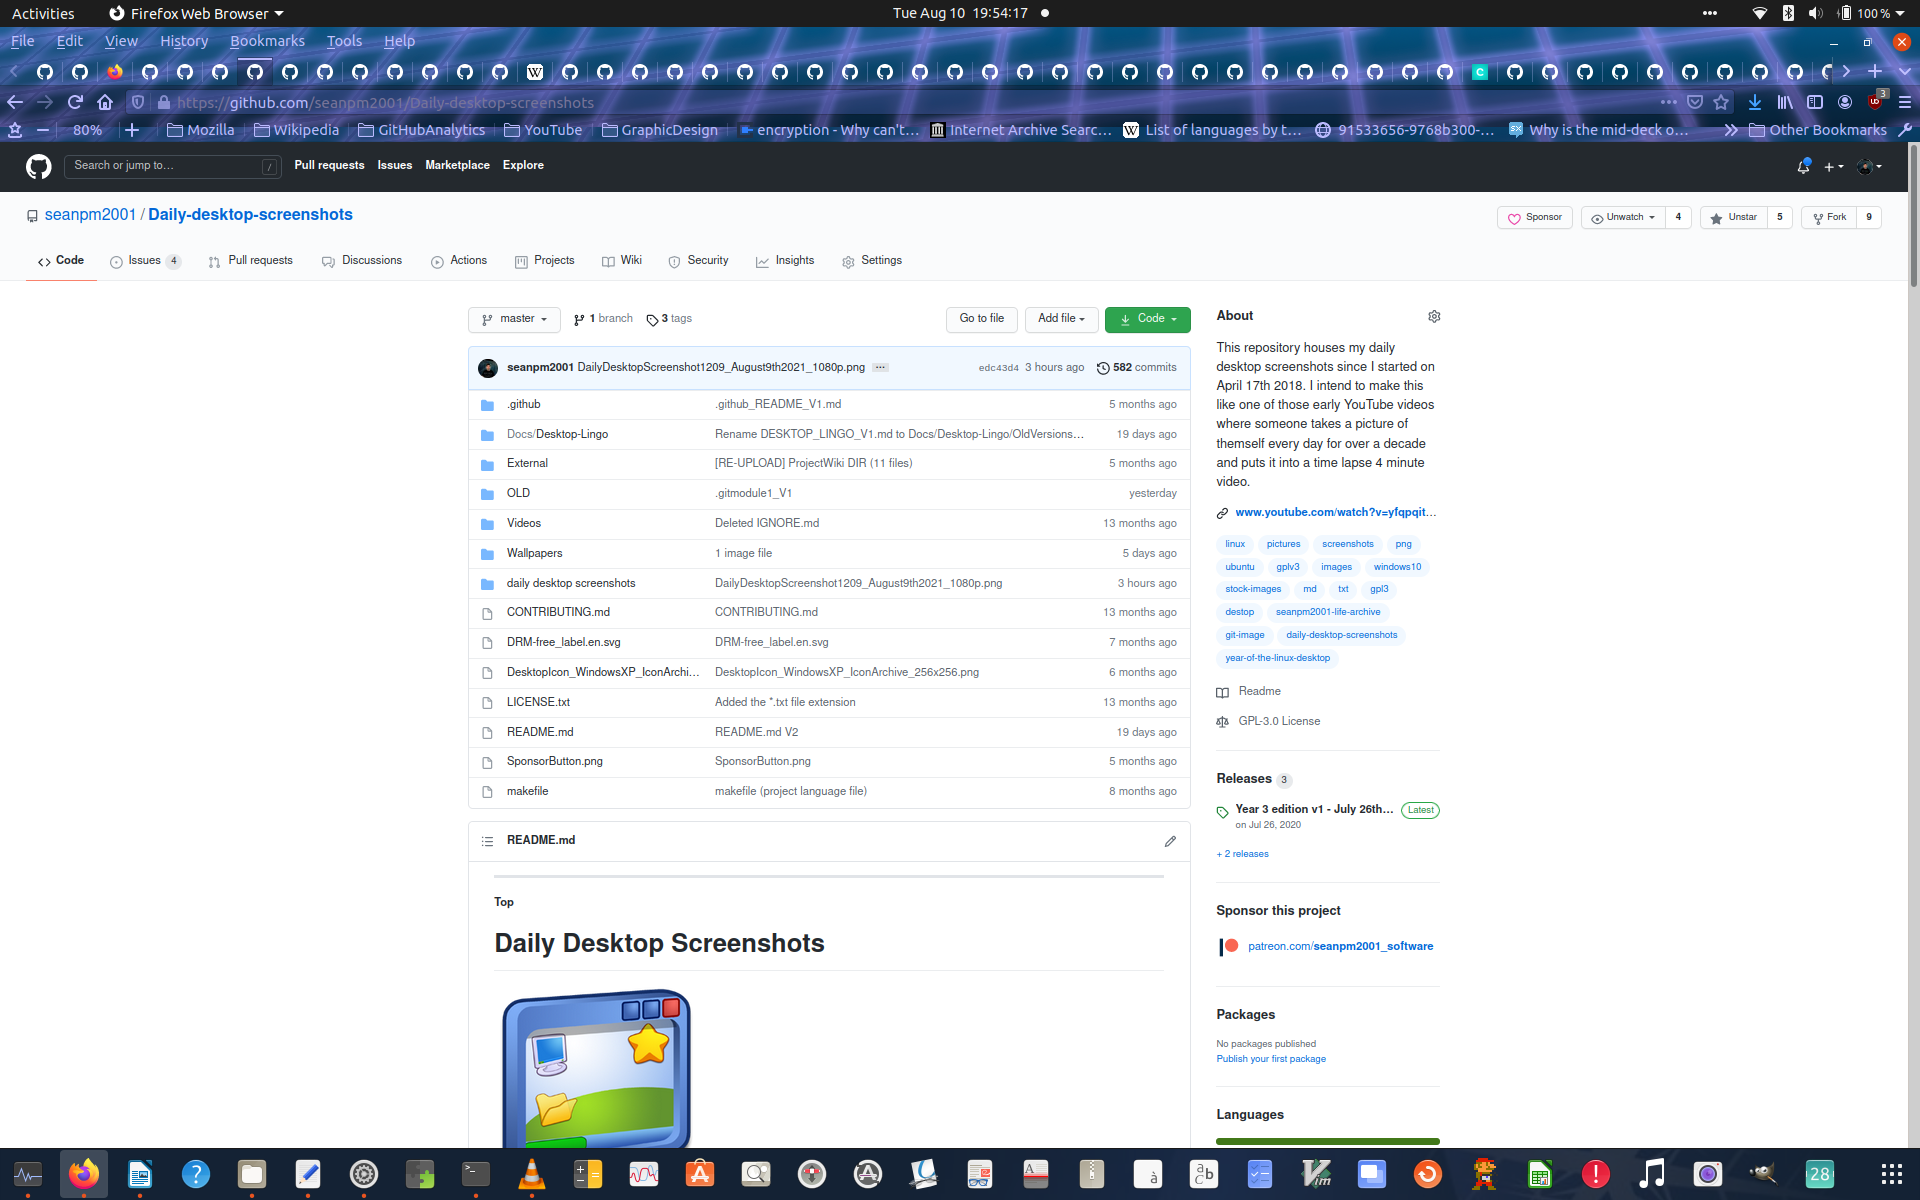 Activities Firefox Web Browser Tue Aug 10 19:54:17 100 %
File Edit View History Bookmarks Tools Help
https://github.com/seanpm2001/Daily-desktop-screenshots 3
80% Mozilla Wikipedia GitHubAnalytics YouTube GraphicDesign encryption - Why can't… Internet Archive Searc… List of languages by t… 91533656-9768b300-… Why is the mid-deck o… Other Bookmarks
Search or jump to… / Pull requests Issues Marketplace Explore
seanpm2001 / Daily-desktop-screenshots Sponsor Unwatch 4 Unstar 5 Fork 9
Code Issues 4 Pull requests Discussions Actions Projects Wiki Security Insights Settings
master 1 branch 3 tags Go to file Add file Code
seanpm2001 DailyDesktopScreenshot1209_August9th2021_1080p.png … edc43d4 3 hours ago 582 commits
.github .github_README_V1.md 5 months ago
Docs/Desktop-Lingo Rename DESKTOP_LINGO_V1.md to Docs/Desktop-Lingo/OldVersions… 19 days ago
External [RE-UPLOAD] ProjectWiki DIR (11 files) 5 months ago
OLD .gitmodule1_V1 yesterday
Videos Deleted IGNORE.md 13 months ago
Wallpapers 1 image file 5 days ago
daily desktop screenshots DailyDesktopScreenshot1209_August9th2021_1080p.png 3 hours ago
CONTRIBUTING.md CONTRIBUTING.md 13 months ago
DRM-free_label.en.svg DRM-free_label.en.svg 7 months ago
DesktopIcon_WindowsXP_IconArchi… DesktopIcon_WindowsXP_IconArchive_256x256.png 6 months ago
LICENSE.txt Added the *.txt file extension 13 months ago
README.md README.md V2 19 days ago
SponsorButton.png SponsorButton.png 5 months ago
makefile makefile (project language file) 8 months ago
README.md
Top
Daily Desktop Screenshots
About
This repository houses my daily
desktop screenshots since I started on
April 17th 2018. I intend to make this
like one of those early YouTube videos
where someone takes a picture of
themself every day for over a decade
and puts it into a time lapse 4 minute
video.
www.youtube.com/watch?v=yfqpqit…
linux pictures screenshots png
ubuntu gplv3 images windows10
stock-images md txt gpl3
destop seanpm2001-life-archive
git-image daily-desktop-screenshots
year-of-the-linux-desktop
Readme
GPL-3.0 License
Releases 3
Year 3 edition v1 - July 26th… Latest
on Jul 26, 2020
+ 2 releases
Sponsor this project
patreon.com/seanpm2001_software
Packages
No packages published
Publish your first package
Languages
28